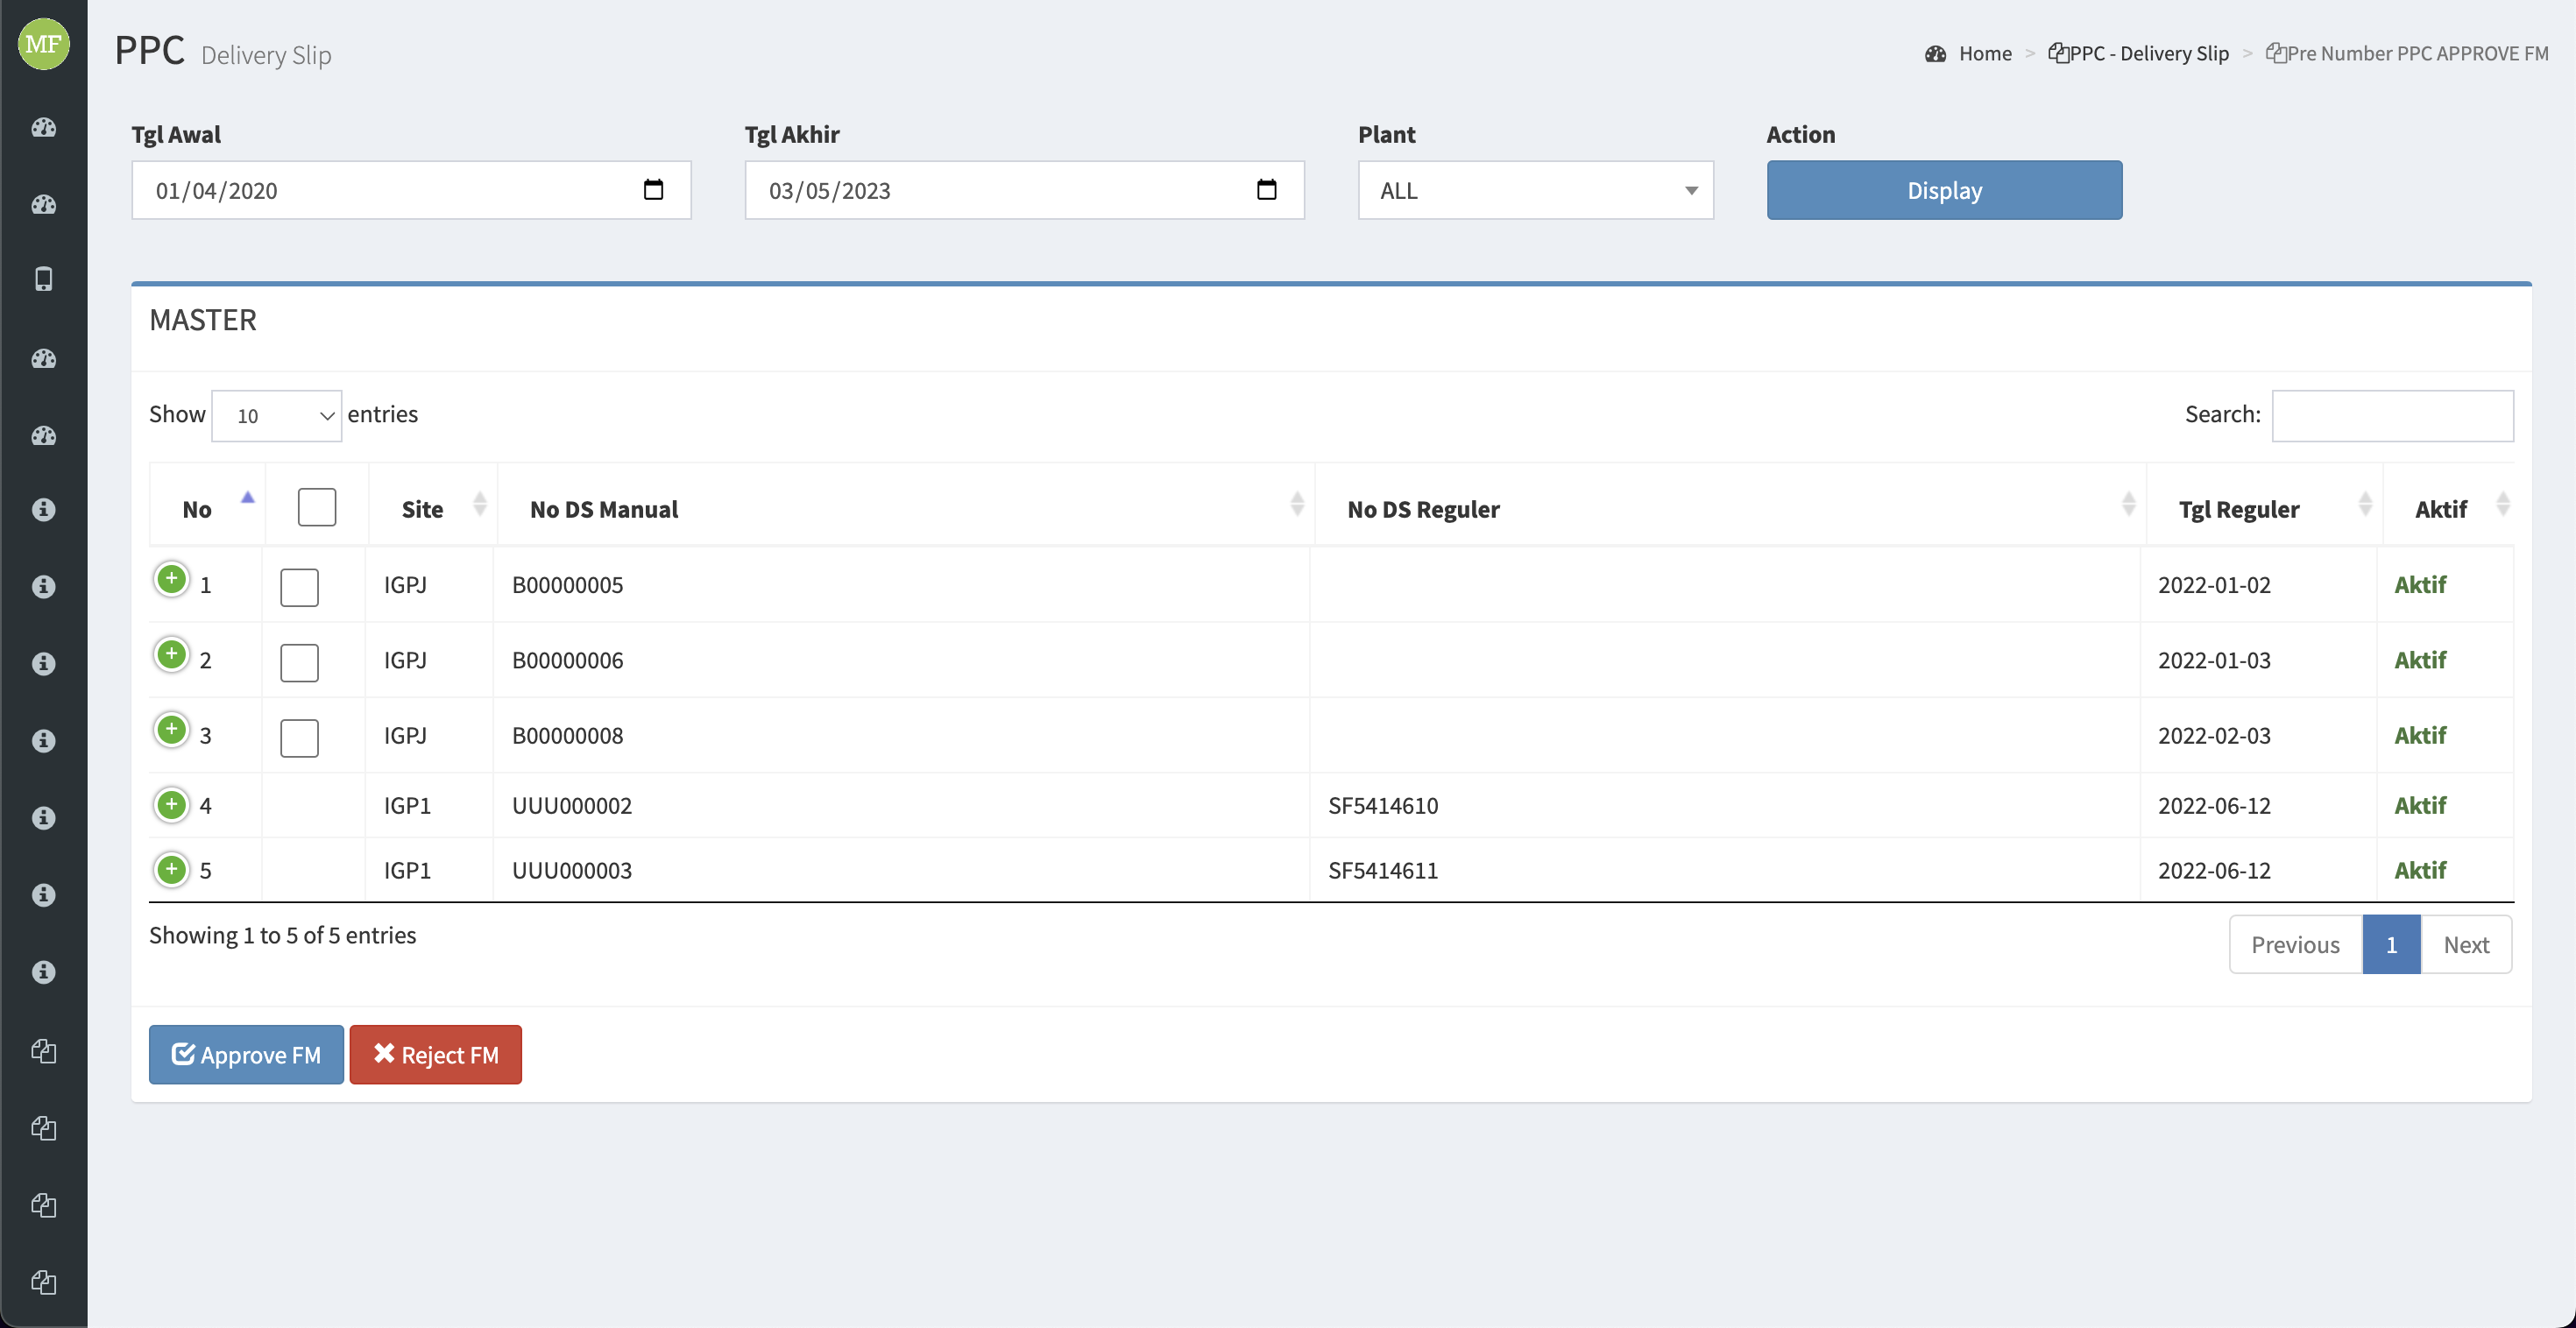 MF
PPC Delivery Slip
Home > PPC - Delivery Slip > Pre Number PPC APPROVE FM
Tgl Awal Tgl Akhir Plant Action
01/04/2020 03/05/2023 ALL Display
MASTER
Show 10 entries Search:
No Site No DS Manual No DS Reguler Tgl Reguler Aktif
1 IGPJ B00000005 2022-01-02 Aktif
2 IGPJ B00000006 2022-01-03 Aktif
3 IGPJ B00000008 2022-02-03 Aktif
4 IGP1 UUU000002 SF5414610 2022-06-12 Aktif
5 IGP1 UUU000003 SF5414611 2022-06-12 Aktif
Showing 1 to 5 of 5 entries Previous 1 Next
Approve FM Reject FM